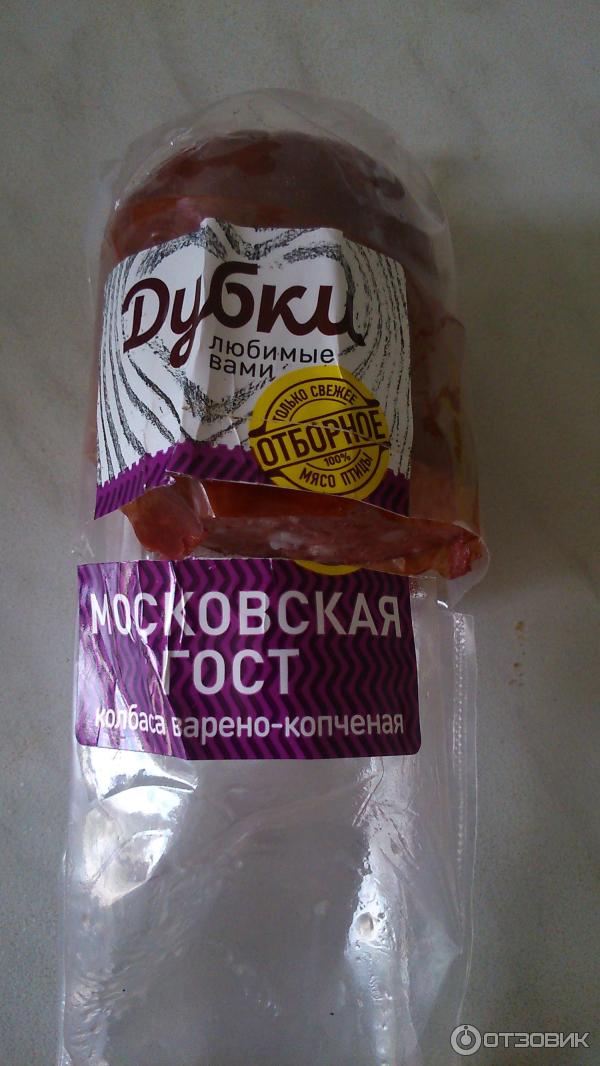 Дубки
любимые
вами
ТОЛЬКО СВЕЖЕЕ
ОТБОРНОЕ
100%
МЯСО ПТИЦЫ
МОСКОВСКАЯ
ГОСТ
колбаса варено-копченая
ОТЗОВИК